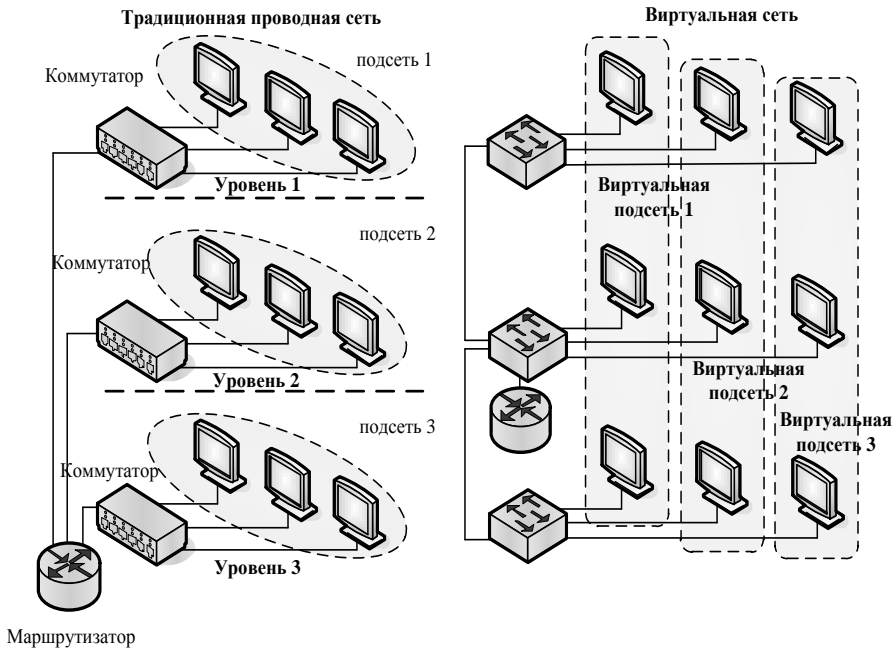 Традиционная проводная сеть
подсеть 1
Коммутатор
Уровень 1
подсеть 2
Коммутатор
Уровень 2
подсеть 3
Коммутатор
Уровень 3
Маршрутизатор
Виртуальная сеть
Виртуальная
подсеть 1
Виртуальная
подсеть 2
Виртуальная
подсеть 3